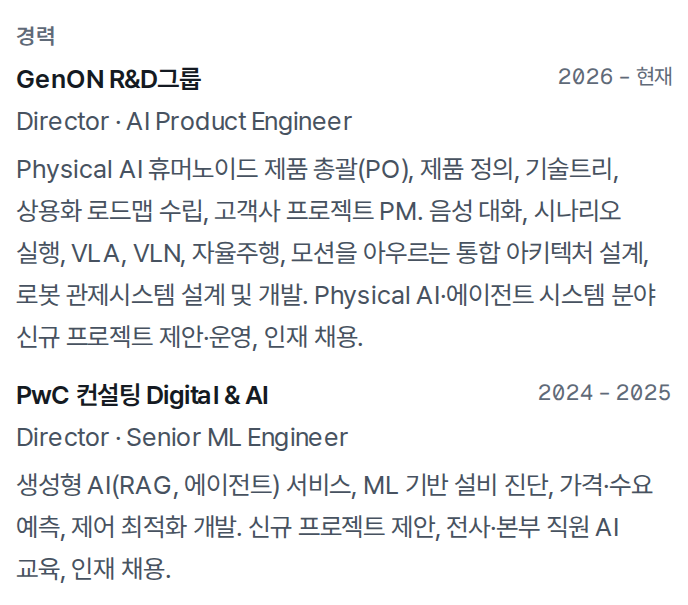 경력
GenON R&D그룹 2026 – 현재
Director · AI Product Engineer
Physical AI 휴머노이드 제품 총괄(PO), 제품 정의, 기술트리,
상용화 로드맵 수립, 고객사 프로젝트 PM. 음성 대화, 시나리오
실행, VLA, VLN, 자율주행, 모션을 아우르는 통합 아키텍처 설계,
로봇 관제시스템 설계 및 개발. Physical AI·에이전트 시스템 분야
신규 프로젝트 제안·운영, 인재 채용.
PwC 컨설팅 Digital & AI 2024 – 2025
Director · Senior ML Engineer
생성형 AI(RAG, 에이전트) 서비스, ML 기반 설비 진단, 가격·수요
예측, 제어 최적화 개발. 신규 프로젝트 제안, 전사·본부 직원 AI
교육, 인재 채용.